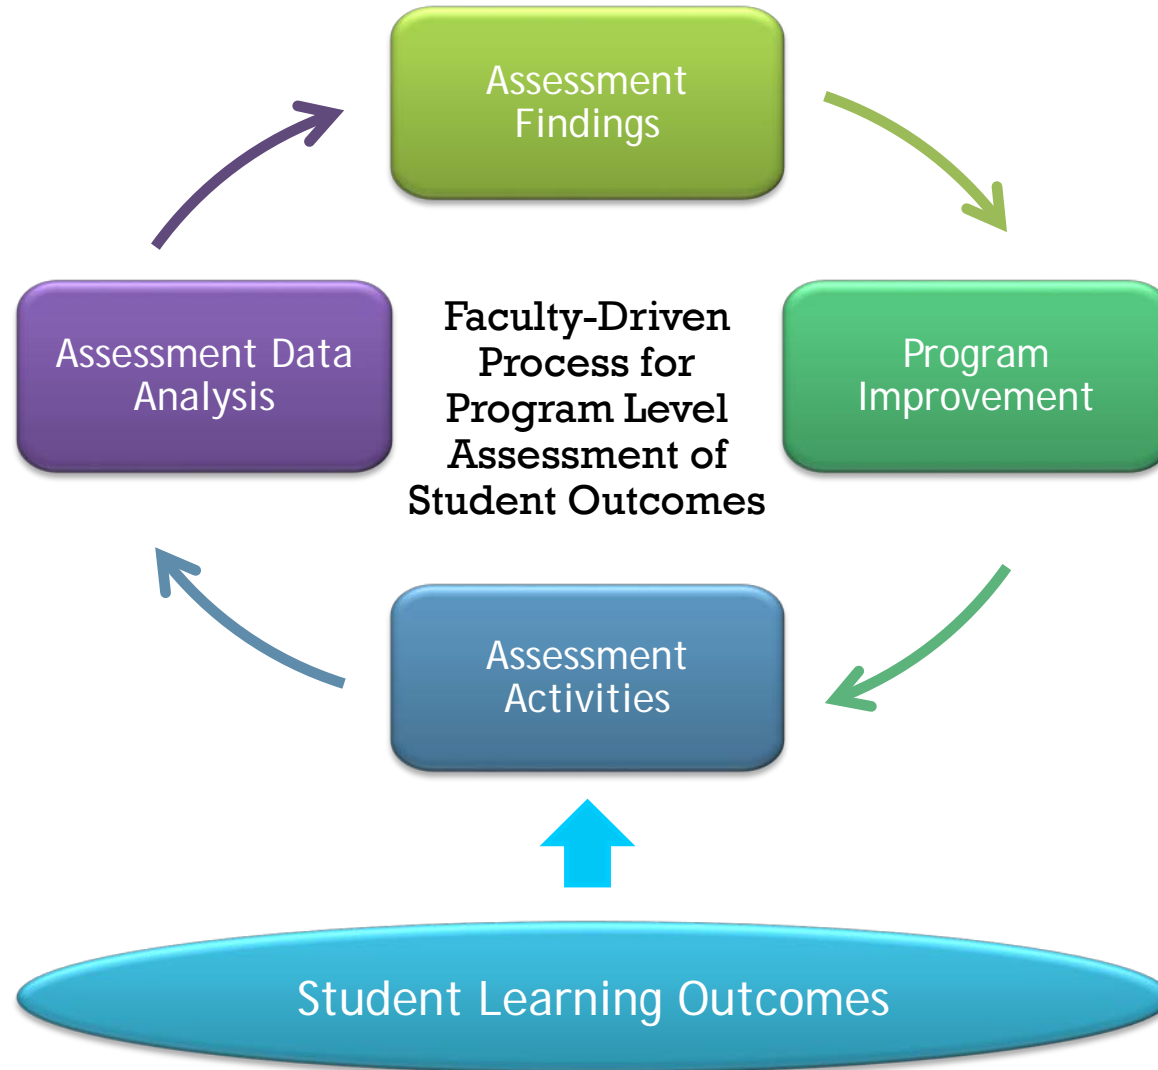 Assessment
Findings
Assessment Data
Analysis
Faculty-Driven
Process for
Program Level
Assessment of
Student Outcomes
Program
Improvement
Assessment
Activities
Student Learning Outcomes